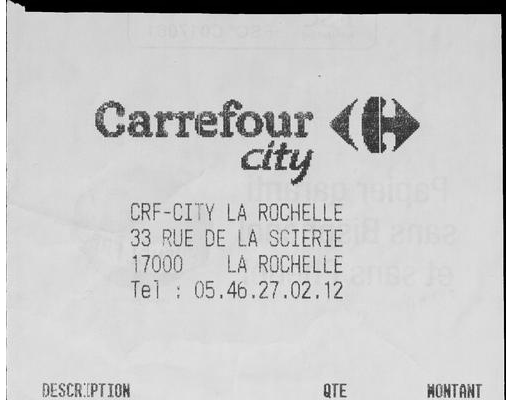 Carrefour
city
CRF-CITY LA ROCHELLE
33 RUE DE LA SCIERIE
17000 LA ROCHELLE
Tel : 05.46.27.02.12
DESCRIPTION QTE MONTANT